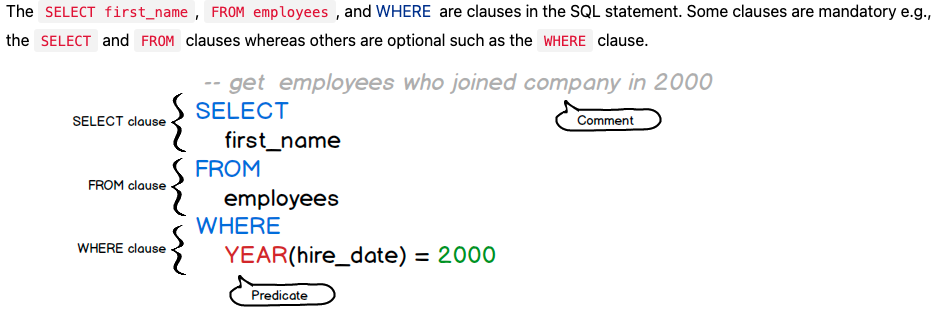 The SELECT first_name , FROM employees , and WHERE are clauses in the SQL statement. Some clauses are mandatory e.g.,
the SELECT and FROM clauses whereas others are optional such as the WHERE clause.
-- get employees who joined company in 2000
SELECT clause
SELECT
first_name
Comment
FROM clause
FROM
employees
WHERE clause
WHERE
YEAR(hire_date) = 2000
Predicate